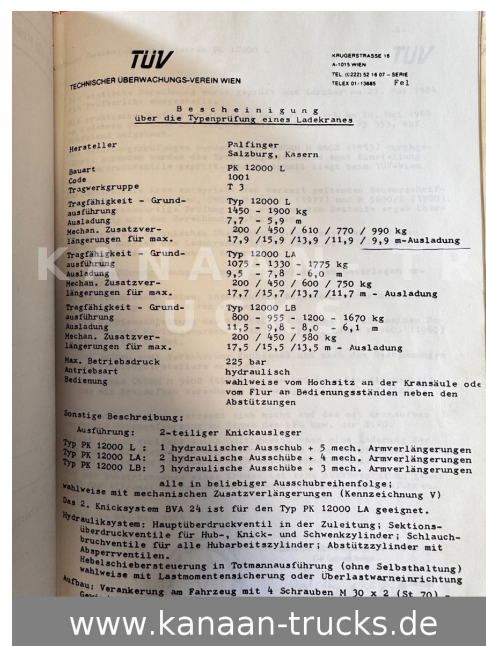 TÜV
TECHNISCHER ÜBERWACHUNGS-VEREIN WIEN
KRUGERSTRASSE 16
A-1015 WIEN
TEL. (0222) 52 16 07 - SERIE
TELEX 01-13685 Fel
Bescheinigung
über die Typenprüfung eines Ladekranes
Hersteller Palfinger
Salzburg, Kasern
Bauart PK 12000 L
Code 1001
Tragwerkgruppe T 3
Tragfähigkeit - Grund- Typ 12000 L
ausführung 1450 - 1900 kg
Ausladung 7,7 - 5,9 m
Mechan. Zusatzver- 200 / 450 / 610 / 770 / 990 kg
längerungen für max. 17,9 /15,9 /13,9 /11,9 / 9,9 m-Ausladung
Tragfähigkeit - Grund- Typ 12000 LA
ausführung 1075 - 1330 - 1775 kg
Ausladung 9,5 - 7,8 - 6,0 m
Mechan. Zusatzver- 200 / 450 / 600 / 750 kg
längerungen für max. 17,7 /15,7 /13,7 /11,7 m - Ausladung
Tragfähigkeit - Grund- Typ 12000 LB
ausführung 800 - 955 - 1200 - 1670 kg
Ausladung 11,5 - 9,8 - 8,0 - 6,1 m
Mechan. Zusatzver- 200 / 450 / 580 kg
längerungen für max. 17,5 /15,5 /13,5 m - Ausladung
Max. Betriebsdruck 225 bar
Antriebsart hydraulisch
Bedienung wahlweise vom Hochsitz an der Kransäule ode
vom Flur an Bedienungsständen neben den
Abstützungen
Sonstige Beschreibung:
Ausführung: 2-teiliger Knickausleger
Typ PK 12000 L : 1 hydraulischer Ausschub + 5 mech. Armverlängerungen
Typ PK 12000 LA: 2 hydraulische Ausschübe + 4 mech. Armverlängerungen
Typ PK 12000 LB: 3 hydraulische Ausschübe + 3 mech. Armverlängerungen
alle in beliebiger Ausschubreihenfolge;
wahlweise mit mechanischen Zusatzverlängerungen (Kennzeichnung V)
Das 2. Knicksystem BVA 24 ist für den Typ PK 12000 LA geeignet.
Hydrauliksystem; Hauptüberdruckventil in der Zuleitung; Sektions-
überdruckventile für Hub-, Knick- und Schwenkzylinder; Schlauch-
bruchventile für alle Hubarbeitszylinder; Abstützzylinder mit
Absperrventilen.
Hebelschiebersteuerung in Totmannausführung (ohne Selbsthaltung)
wahlweise mit Lastmomentensicherung oder Überlastwarneinrichtung
Aufbau; Verankerung am Fahrzeug mit 4 Schrauben M 30 x 2 (St 70) -
KANAAN-TR
UCKS
www.kanaan-trucks.de